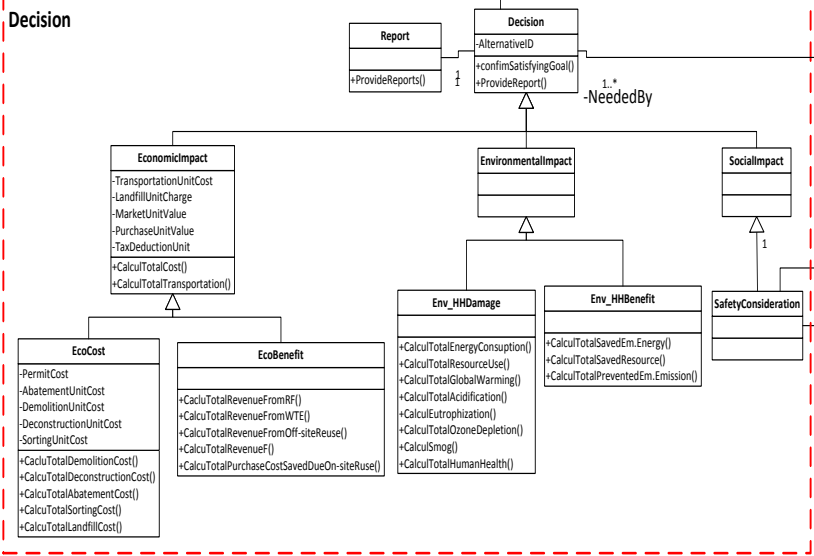 Decision
Report
+ProvideReports()
1
1
Decision
-AlternativeID
+confimSatisfyingGoal()
+ProvideReport()
1..*
-NeededBy
EconomicImpact
-TransportationUnitCost
-LandfillUnitCharge
-MarketUnitValue
-PurchaseUnitValue
-TaxDeductionUnit
+CalculTotalCost()
+CalculTotalTransportation()
EnvironmentalImpact
SocialImpact
1
EcoCost
-PermitCost
-AbatementUnitCost
-DemolitionUnitCost
-DeconstructionUnitCost
-SortingUnitCost
+CacluTotalDemolitionCost()
+CalcuTotalDeconstructionCost()
+CalcuTotalAbatementCost()
+CalcuTotalSortingCost()
+CalcuTotalLandfillCost()
EcoBenefit
+CacluTotalRevenueFromRF()
+CalcuTotalRevenueFromWTE()
+CalcuTotalRevenueFromOff-siteReuse()
+CalcuTotalRevenueF()
+CalcuTotalPurchaseCostSavedDueOn-siteRuse()
Env_HHDamage
+CalculTotalEnergyConsuption()
+CalculTotalResourceUse()
+CalculTotalGlobalWarming()
+CalculTotalAcidification()
+CalculEutrophization()
+CalculTotalOzoneDepletion()
+CalculSmog()
+CalculTotalHumanHealth()
Env_HHBenefit
+CalculTotalSavedEm.Energy()
+CalculTotalSavedResource()
+CalculTotalPreventedEm.Emission()
SafetyConsideration